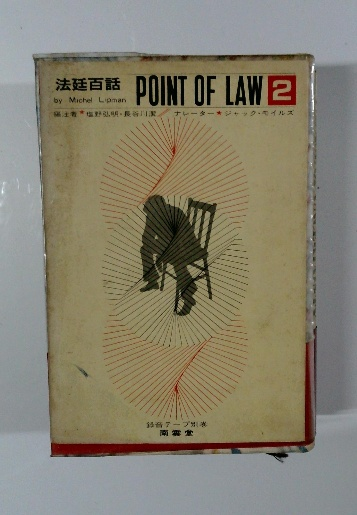 法廷百話 POINT OF LAW 2
by Michel Lipman
編注者★塩野弘明・長谷川潔 ナレーター★ジャック・モイルズ
録音テープ別売
南雲堂